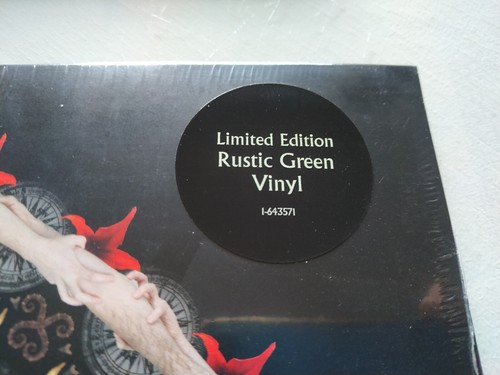 Limited Edition
Rustic Green
Vinyl
1-643571